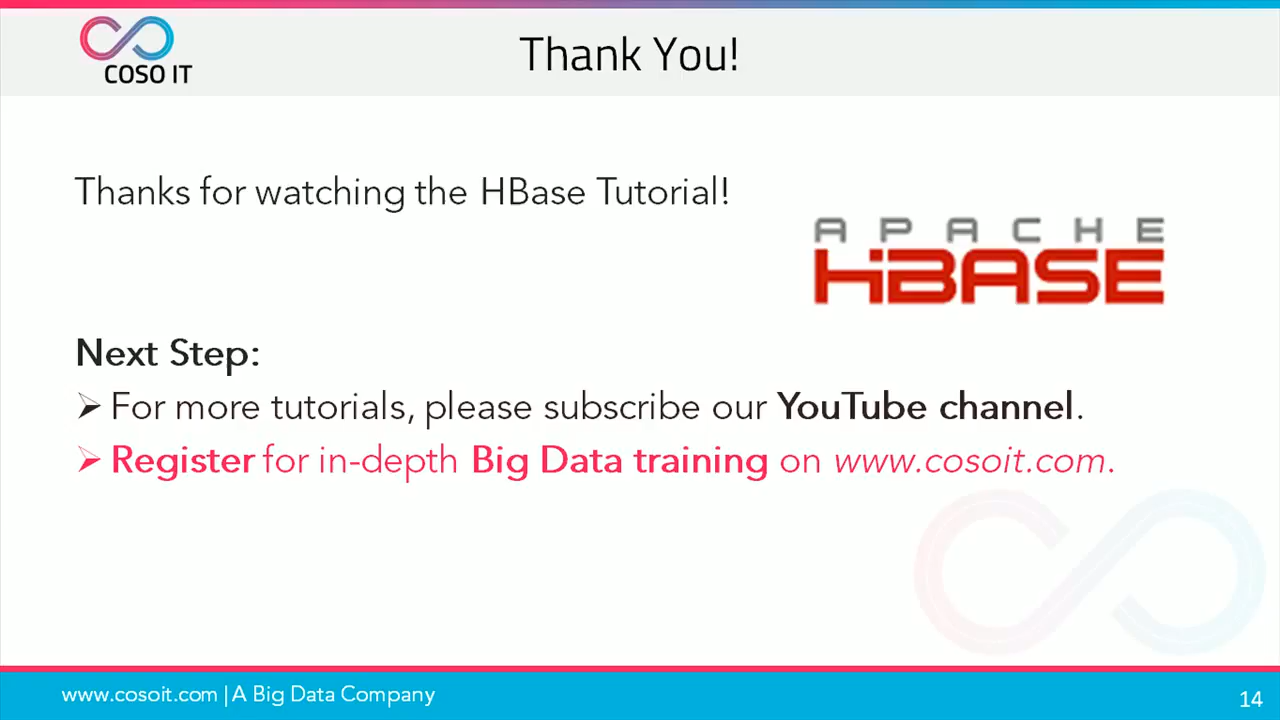 COSO IT
Thank You!
Thanks for watching the HBase Tutorial!
APACHE
HBASE
Next Step:
➢ For more tutorials, please subscribe our YouTube channel.
➢ Register for in-depth Big Data training on www.cosoit.com.
www.cosoit.com | A Big Data Company
14